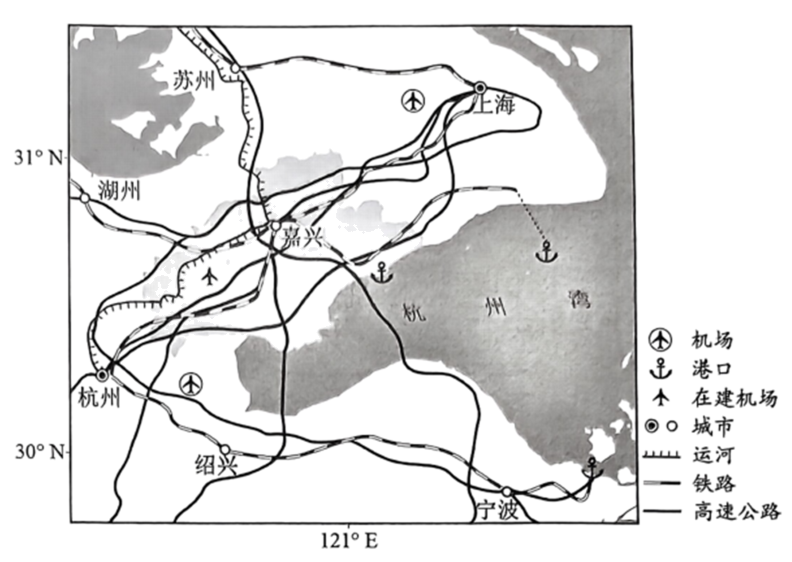 苏州
上海
31° N
湖州
嘉兴
杭 州 湾
机场
港口
杭州
在建机场
城市
30° N
绍兴
运河
铁路
宁波
高速公路
121° E